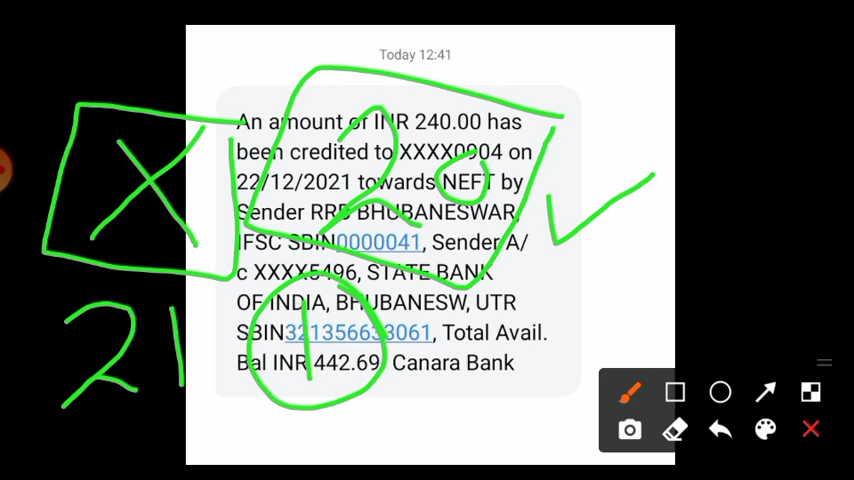 Today 12:41
An amount of INR 240.00 has
been credited to XXXX0904 on
22/12/2021 towards NEFT by
Sender RRB BHUBANESWAR,
IFSC SBIN0000041, Sender A/
c XXXX5496, STATE BANK
OF INDIA, BHUBANESW, UTR
SBIN321356633061, Total Avail.
Bal INR 442.69, Canara Bank
X
20
21
1